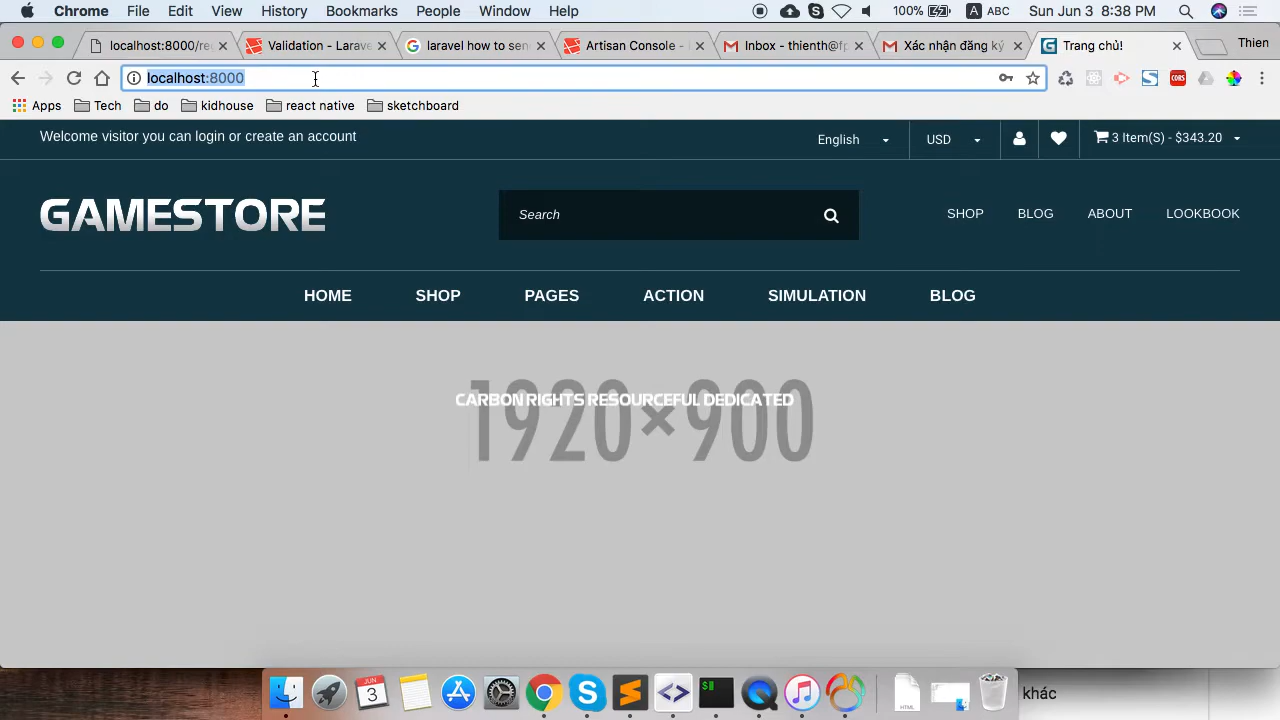 Chrome File Edit View History Bookmarks People Window Help 100% A ABC Sun Jun 3 8:38 PM
localhost:8000/re
Validation - Larave
laravel how to sen
Artisan Console -
Inbox - thienth@fp
Xác nhận đăng ký
Trang chủ!
Thien
localhost:8000
CORS
Apps Tech do kidhouse react native sketchboard
Welcome visitor you can login or create an account
English USD 3 Item(S) - $343.20
GAMESTORE
Search
SHOP BLOG ABOUT LOOKBOOK
HOME SHOP PAGES ACTION SIMULATION BLOG
1920×900
CARBON RIGHTS RESOURCEFUL DEDICATED
JUN
3
HTML
khác